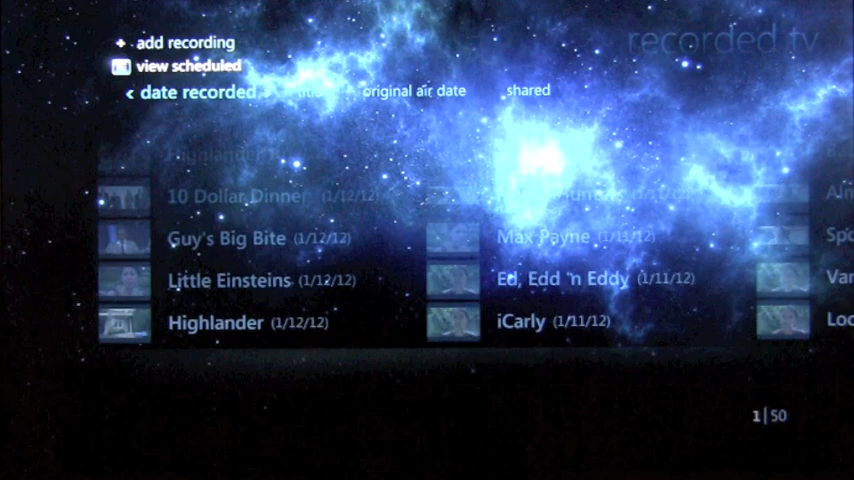 recorded tv
+ add recording
view scheduled
< date recorded title original air date shared
Highlander
10 Dollar Dinner (1/12/12)
Guy's Big Bite (1/12/12) Max Payne (1/11/12)
Little Einsteins (1/12/12) Ed, Edd 'n Eddy (1/11/12)
Highlander (1/12/12) iCarly (1/11/12)
1|50